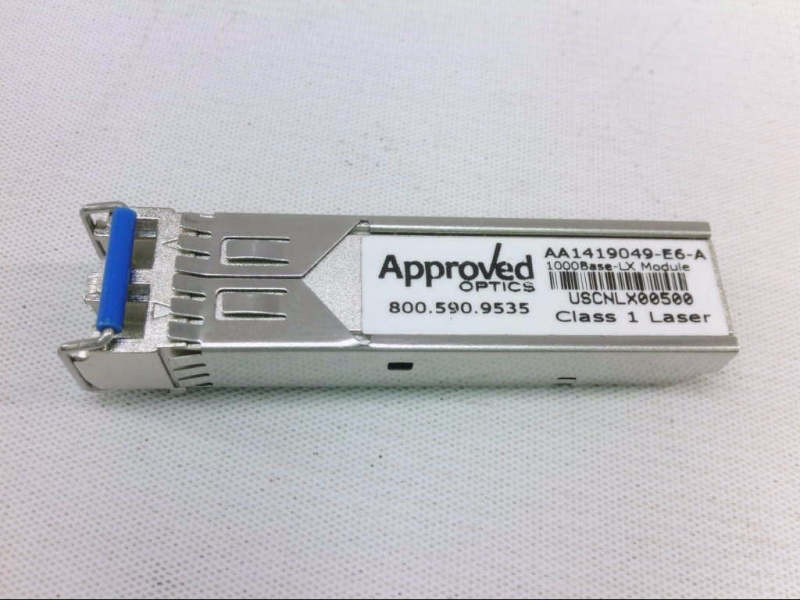 Approved
OPTICS
800.590.9535
AA1419049-E6-A
1000Base-LX Module
USCNLX00500
Class 1 Laser